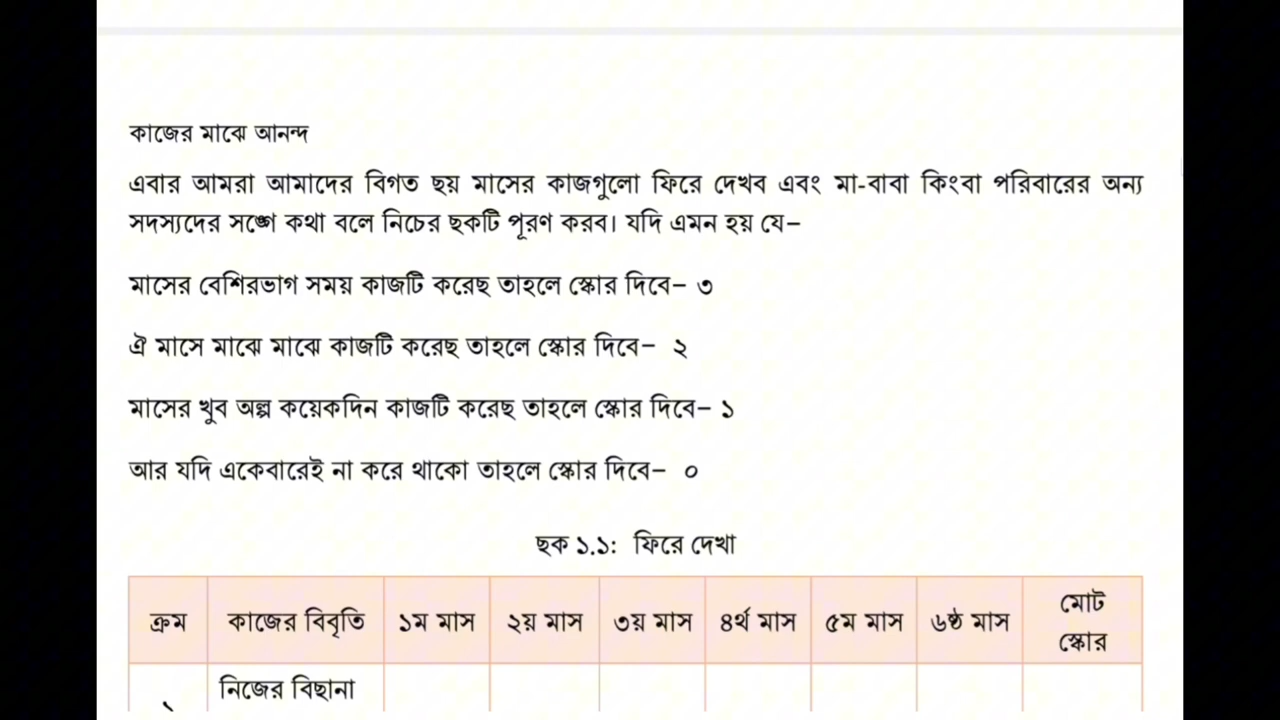 কাজের মাঝে আনন্দ
এবার আমরা আমাদের বিগত ছয় মাসের কাজগুলো ফিরে দেখব এবং মা-বাবা কিংবা পরিবারের অন্য
সদস্যদের সঙ্গে কথা বলে নিচের ছকটি পূরণ করব। যদি এমন হয় যে–
মাসের বেশিরভাগ সময় কাজটি করেছ তাহলে স্কোর দিবে– ৩
ঐ মাসে মাঝে মাঝে কাজটি করেছ তাহলে স্কোর দিবে– ২
মাসের খুব অল্প কয়েকদিন কাজটি করেছ তাহলে স্কোর দিবে– ১
আর যদি একেবারেই না করে থাকো তাহলে স্কোর দিবে– ০
ছক ১.১: ফিরে দেখা
ক্রম কাজের বিবৃতি ১ম মাস ২য় মাস ৩য় মাস ৪র্থ মাস ৫ম মাস ৬ষ্ঠ মাস মোট স্কোর
নিজের বিছানা